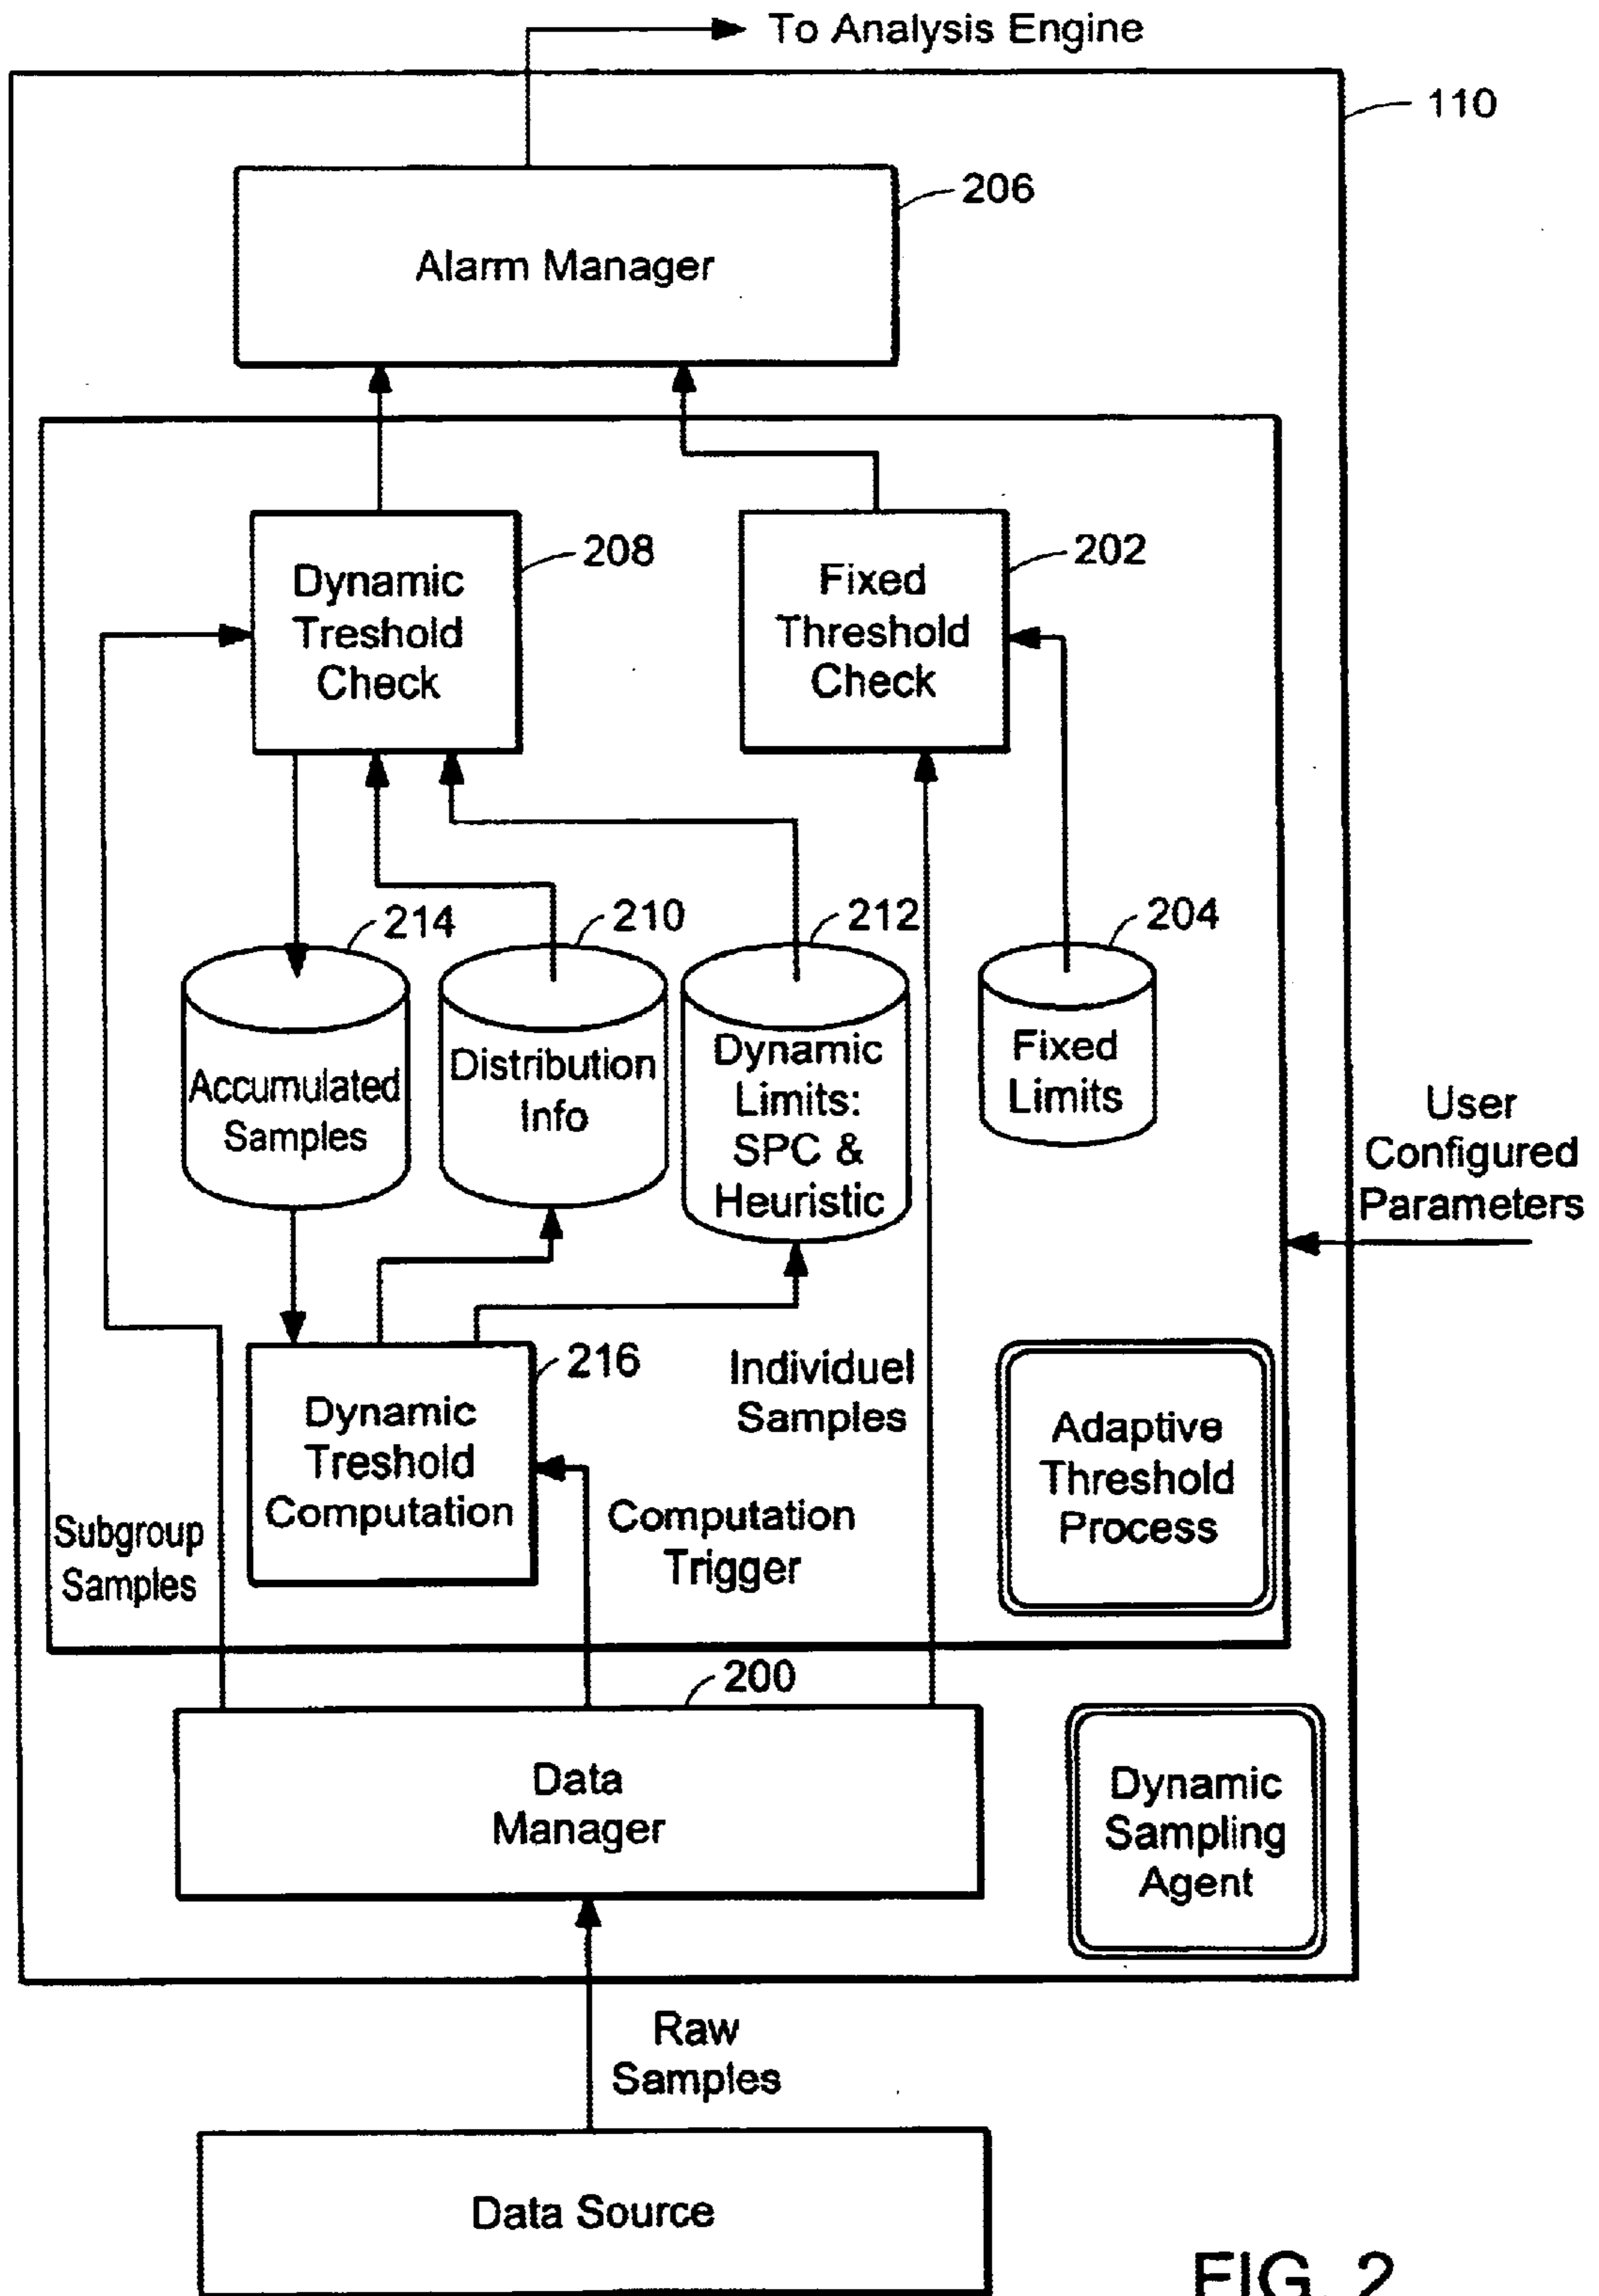 To Analysis Engine
110
206
Alarm Manager
208
Dynamic
Treshold
Check
202
Fixed
Threshold
Check
214
210
212
204
Accumulated
Samples
Distribution
Info
Dynamic
Limits:
SPC &
Heuristic
Fixed
Limits
User
Configured
Parameters
216
Dynamic
Treshold
Computation
Individuel
Samples
Adaptive
Threshold
Process
Subgroup
Samples
Computation
Trigger
200
Data
Manager
Dynamic
Sampling
Agent
Raw
Samples
Data Source
FIG. 2